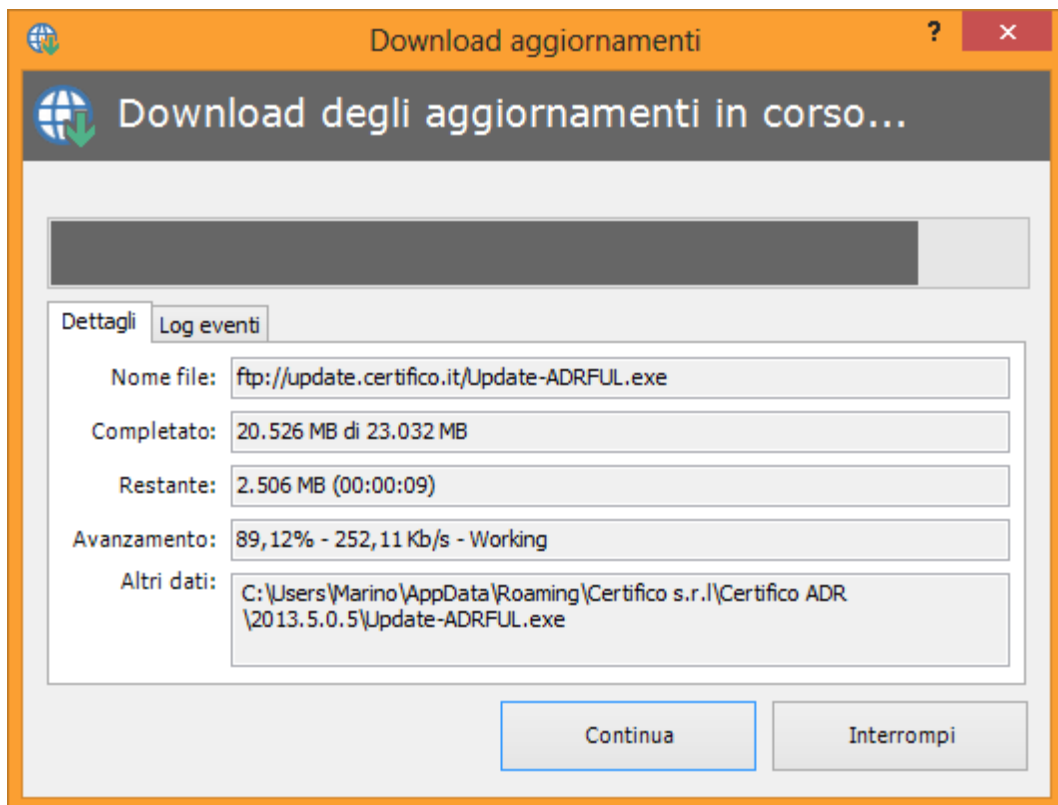 Download aggiornamenti ?
Download degli aggiornamenti in corso...
Dettagli Log eventi
Nome file: ftp://update.certifico.it/Update-ADRFUL.exe
Completato: 20.526 MB di 23.032 MB
Restante: 2.506 MB (00:00:09)
Avanzamento: 89,12% - 252,11 Kb/s - Working
Altri dati: C:\Users\Marino\AppData\Roaming\Certifico s.r.l\Certifico ADR
\2013.5.0.5\Update-ADRFUL.exe
Continua Interrompi